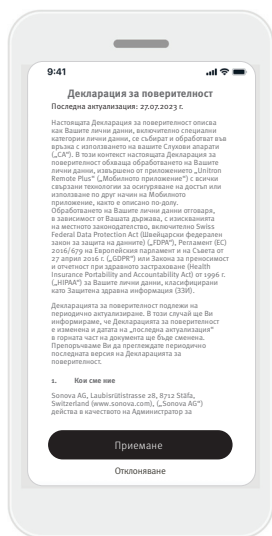 9:41
Декларация за поверителност
Последна актуализация: 27.07.2023 г.
Настоящата Декларация за поверителност описва
как Вашите лични данни, включително специални
категории лични данни, се събират и обработват във
връзка с използването на вашите Слухови апарати
(„СА“). В този контекст настоящата Декларация за
поверителност обхваща обработването на Вашите
лични данни, извършено от приложението „Unitron
Remote Plus“ („Мобилното приложение“) с всички
свързани технологии за осигуряване на достъп или
използване по друг начин на Мобилното
приложение, както е описано по-долу.
Обработването на Вашите лични данни отговаря,
в зависимост от Вашата държава, с изискванията
на местното законодателство, включително Swiss
Federal Data Protection Act (Швейцарски федерален
закон за защита на данните) („FDPA“), Регламент (ЕС)
2016/679 на Европейския парламент и на Съвета от
27 април 2016 г. („GDPR“) или Закона за преносимост
и отчетност при здравното застраховане (Health
Insurance Portability and Accountability Act) от 1996 г.
(„HIPAA“) за Вашите лични данни, класифицирани
като Защитена здравна информация (ЗЗИ).
Декларацията за поверителност подлежи на
периодично актуализиране. В този случай ще Ви
информираме, че Декларацията за поверителност
е изменена и датата на „последна актуализация“
в горната част на документа ще бъде сменена.
Препоръчваме Ви да преглеждате периодично
последната версия на Декларацията за
поверителност.
1. Кои сме ние
Sonova AG, Laubisrütistrasse 28, 8712 Stäfa,
Switzerland (www.sonova.com), („Sonova AG“)
действа в качеството на Администратор за
Приемане
Отклоняване